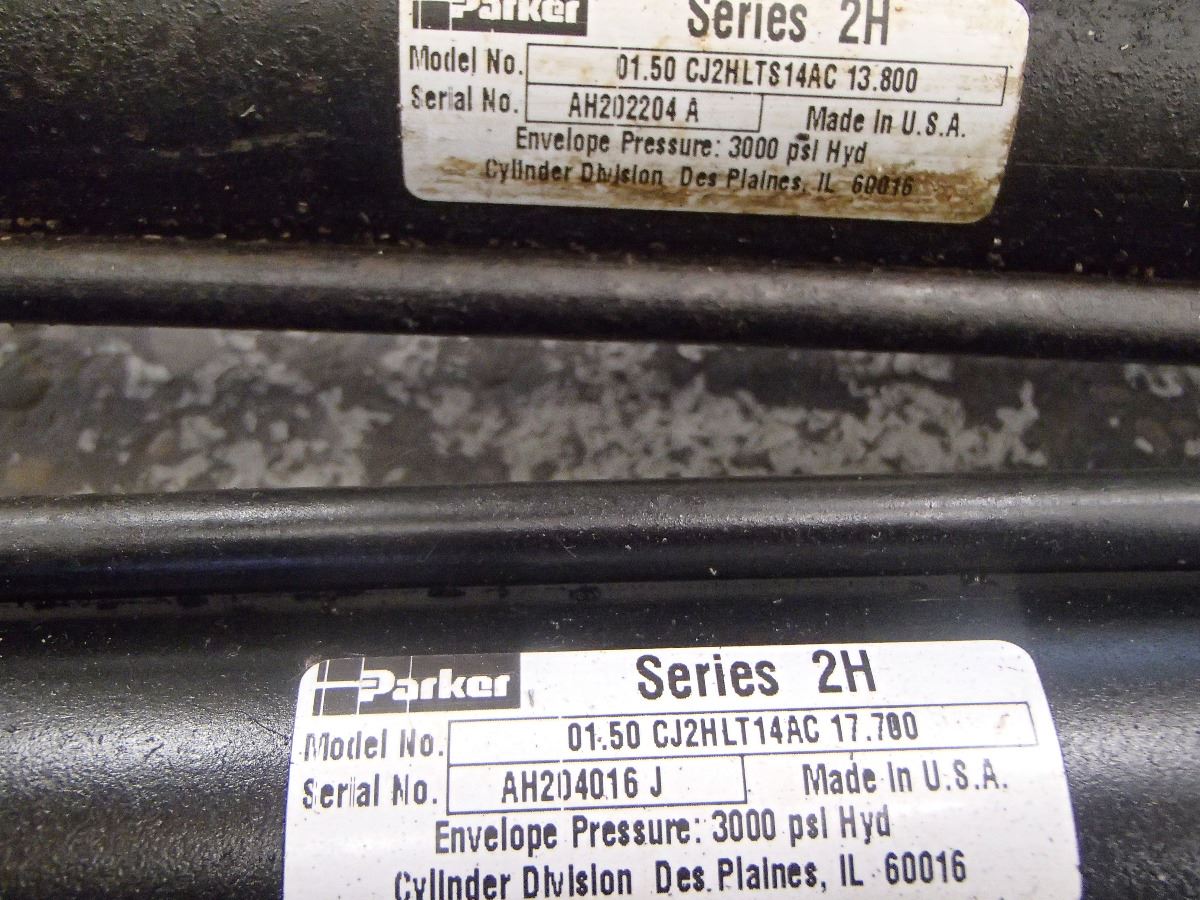 Parker Series 2H
Model No. 01.50 CJ2HLTS14AC 13.800
Serial No. AH202204 A Made In U.S.A.
Envelope Pressure: 3000 psi Hyd
Cylinder Division Des Plaines, IL 60016
Parker Series 2H
Model No. 01.50 CJ2HLT14AC 17.700
Serial No. AH204016 J Made In U.S.A.
Envelope Pressure: 3000 psi Hyd
Cylinder Division Des Plaines, IL 60016